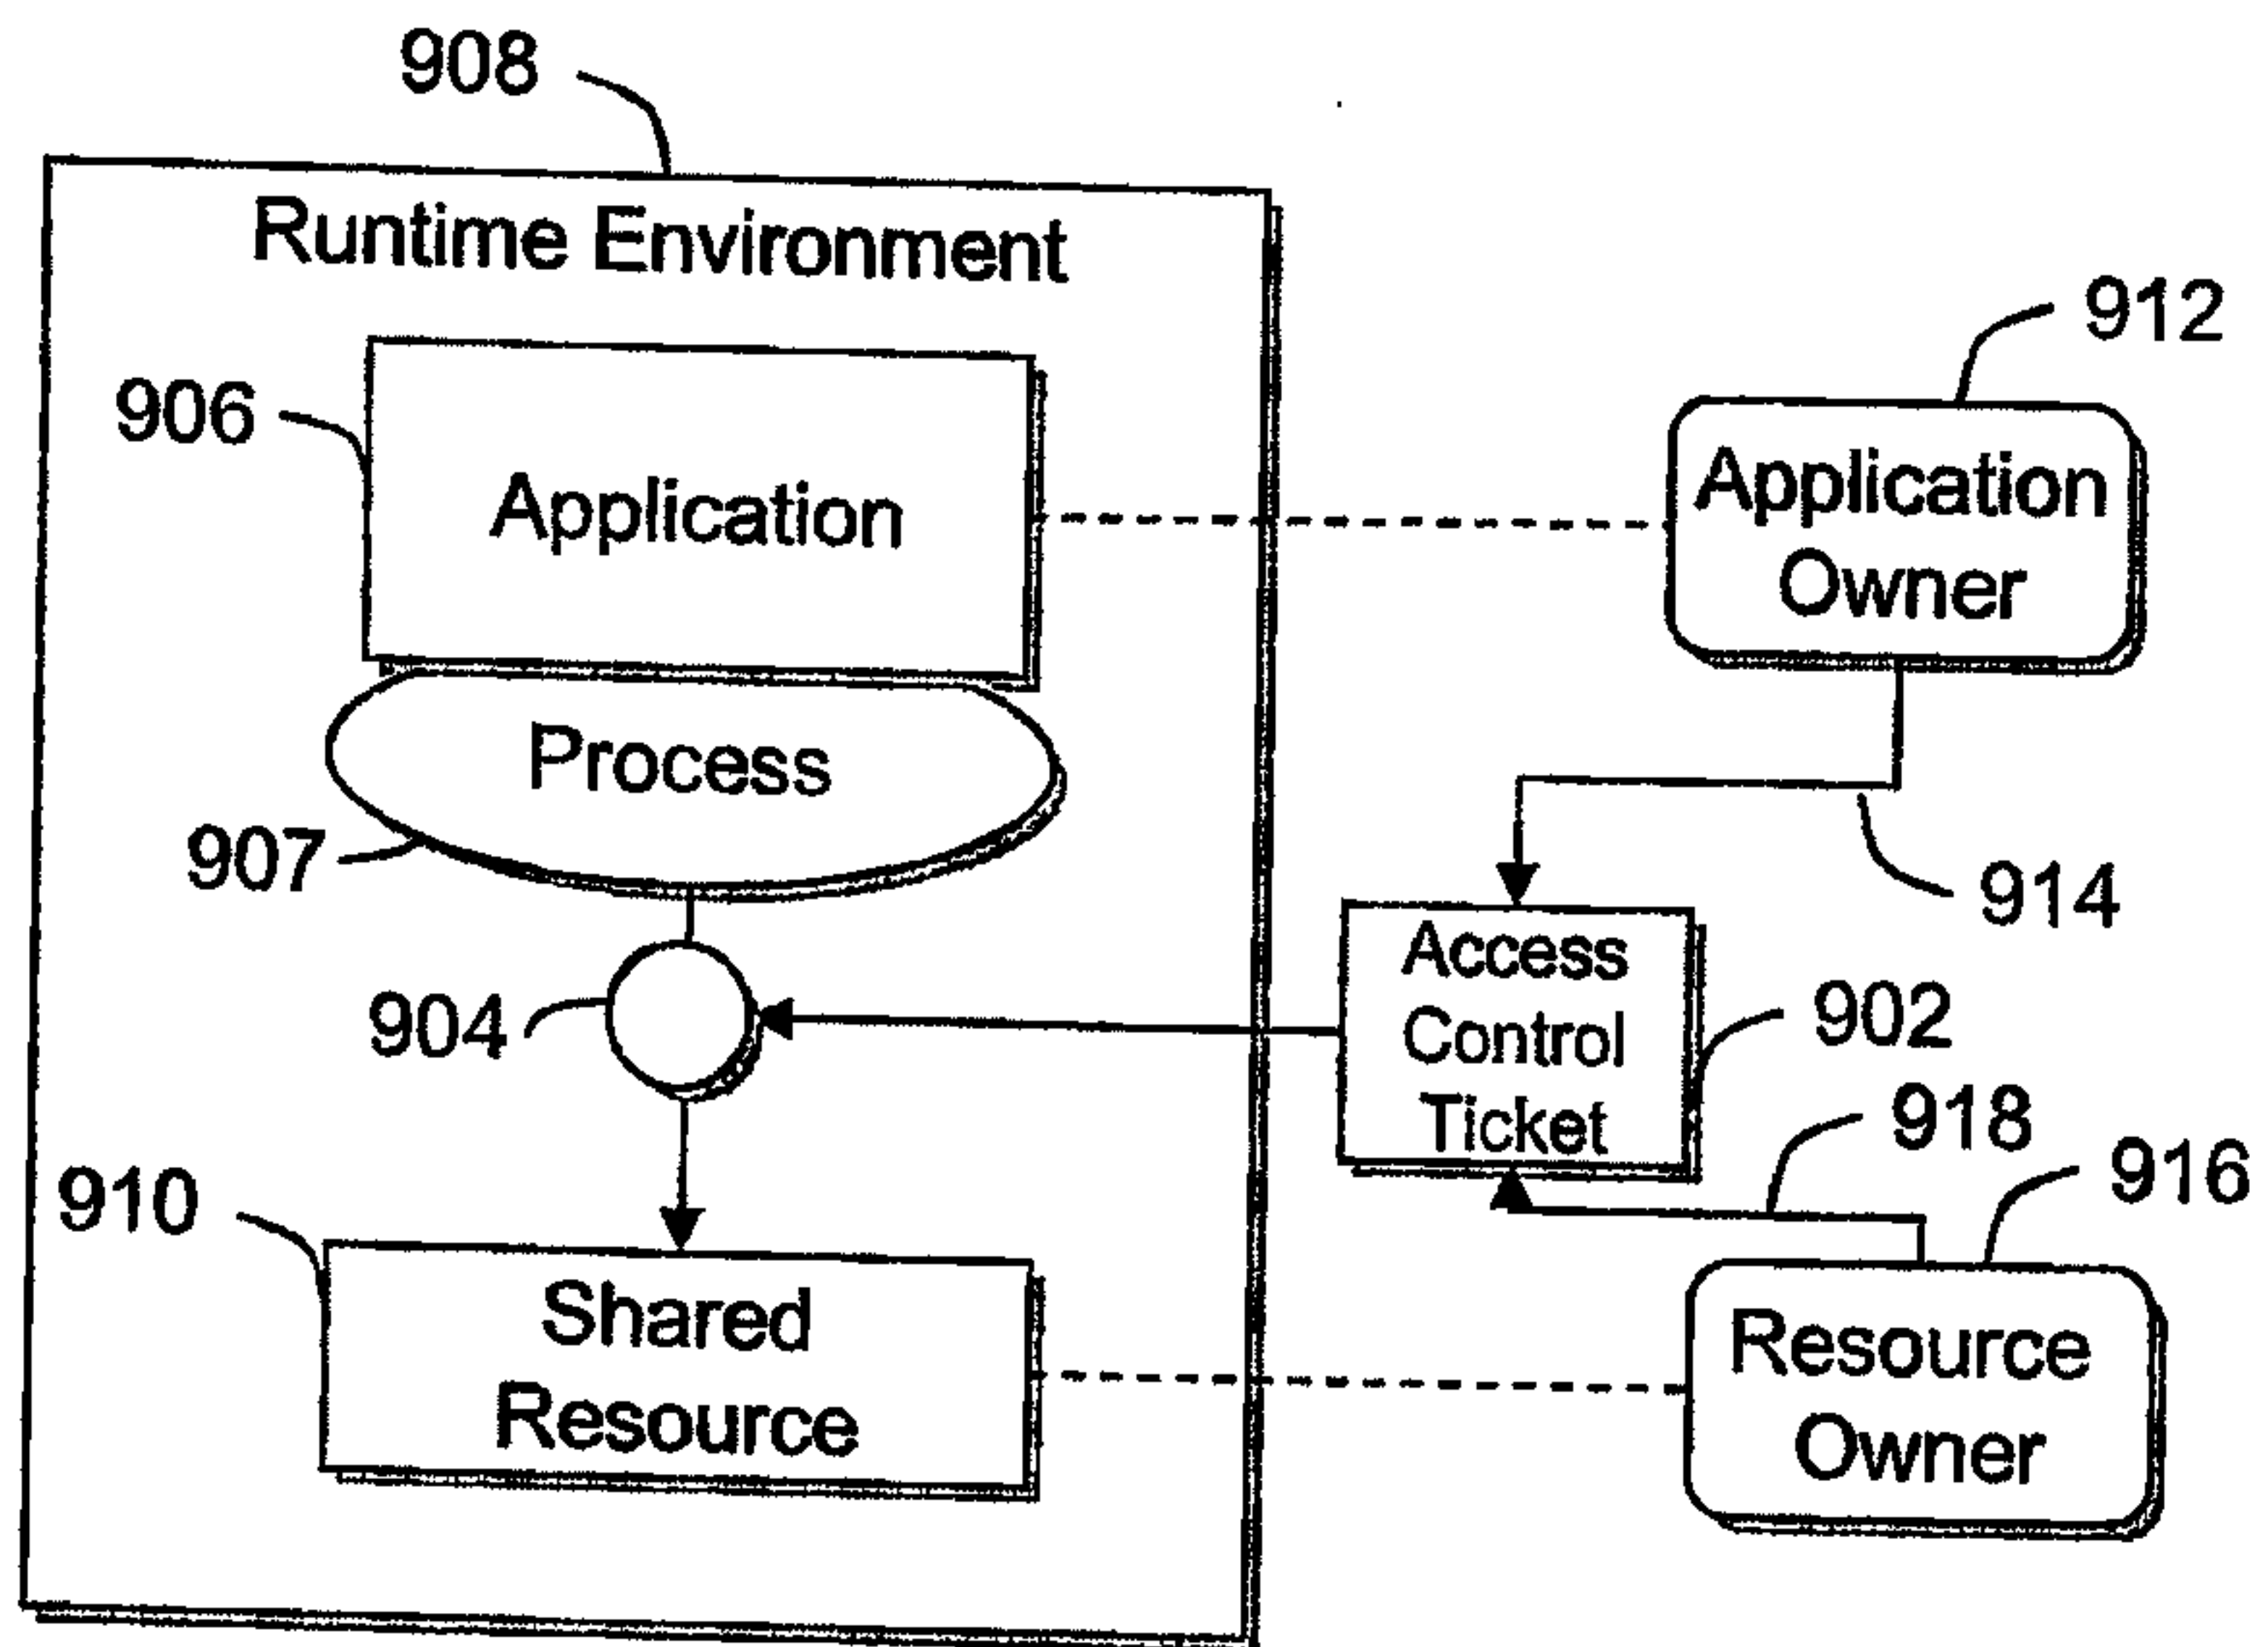 908
Runtime Environment
912
906
Application
Application
Owner
Process
907
914
Access
Control
Ticket
904
902
918
916
910
Shared
Resource
Resource
Owner